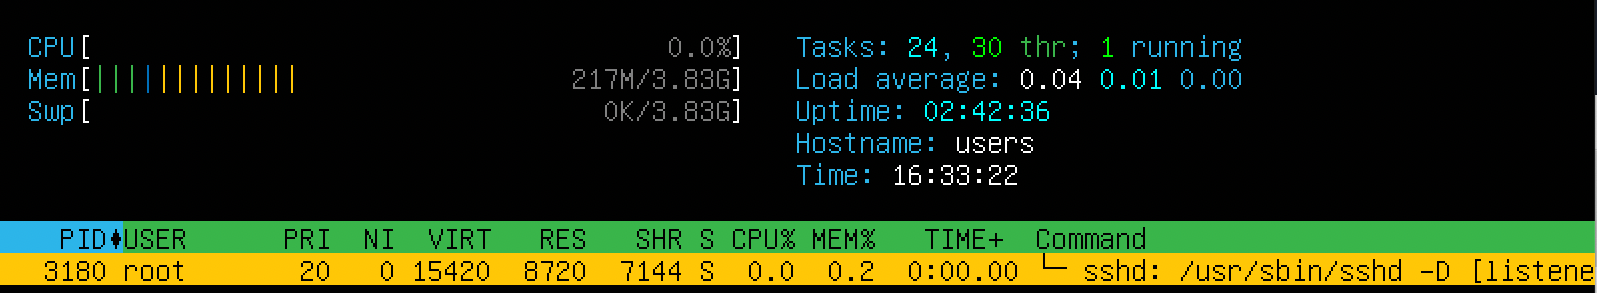 CPU[ 0.0%] Tasks: 24, 30 thr; 1 running
Mem[|||||||||||||| 217M/3.83G] Load average: 0.04 0.01 0.00
Swp[ 0K/3.83G] Uptime: 02:42:36
Hostname: users
Time: 16:33:22
PID♦USER PRI NI VIRT RES SHR S CPU% MEM% TIME+ Command
3180 root 20 0 15420 8720 7144 S 0.0 0.2 0:00.00 └─ sshd: /usr/sbin/sshd -D [listene